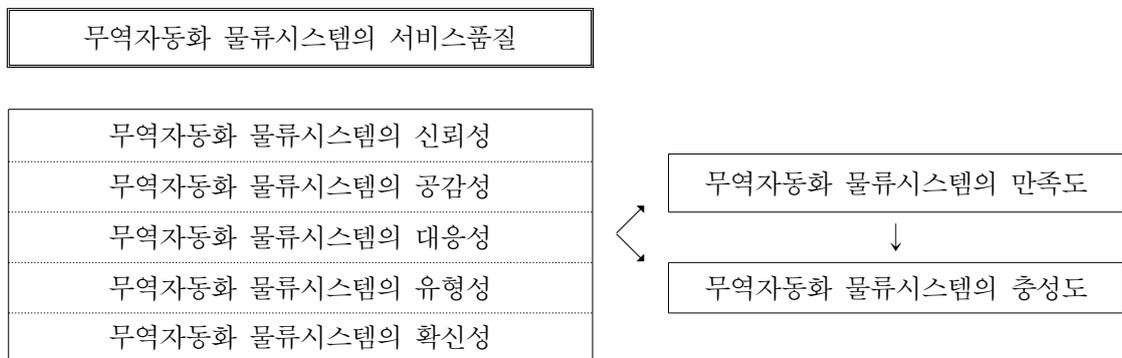 무역자동화 물류시스템의 서비스품질
무역자동화 물류시스템의 신뢰성
무역자동화 물류시스템의 공감성
무역자동화 물류시스템의 대응성
무역자동화 물류시스템의 유형성
무역자동화 물류시스템의 확신성
무역자동화 물류시스템의 만족도
↓
무역자동화 물류시스템의 충성도